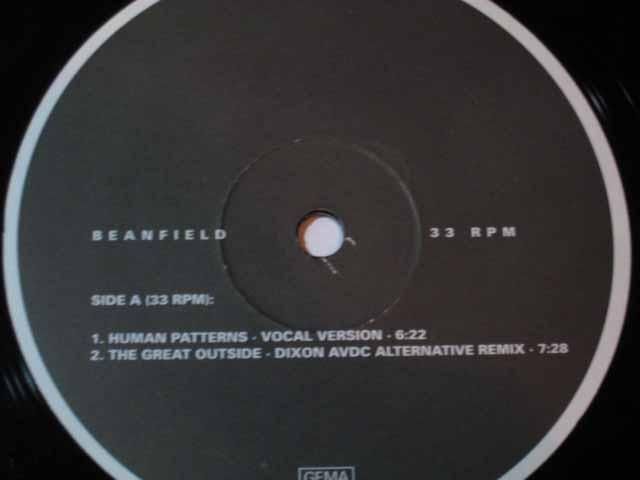 BEANFIELD 33 RPM
SIDE A (33 RPM):
1. HUMAN PATTERNS - VOCAL VERSION - 6:22
2. THE GREAT OUTSIDE - DIXON AVDC ALTERNATIVE REMIX - 7:28
GEMA